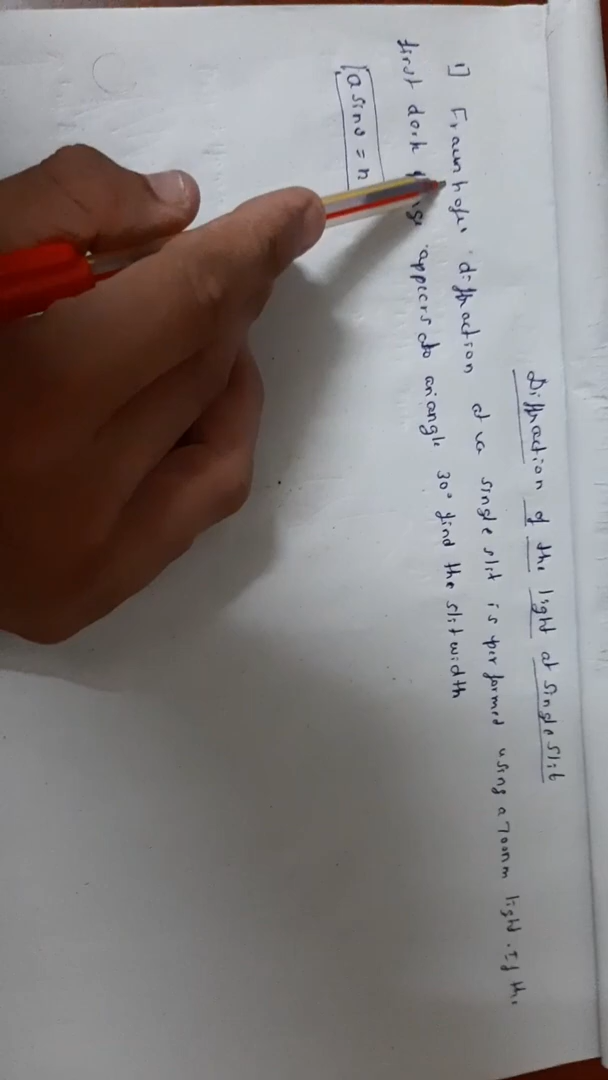 Diffraction of the light at single slit
1] Fraunhofer diffraction at a single slit is performed using a 700nm light. If the
first dark appears at an angle 30° find the slit width
a sinθ = n